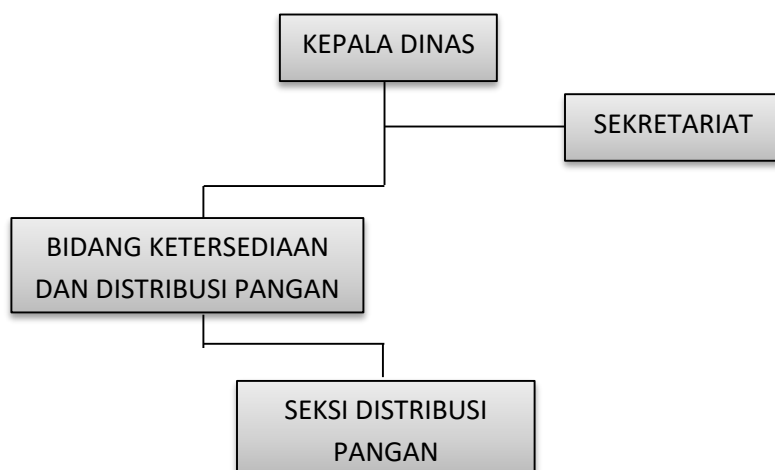 KEPALA DINAS
SEKRETARIAT
BIDANG KETERSEDIAAN
DAN DISTRIBUSI PANGAN
SEKSI DISTRIBUSI
PANGAN